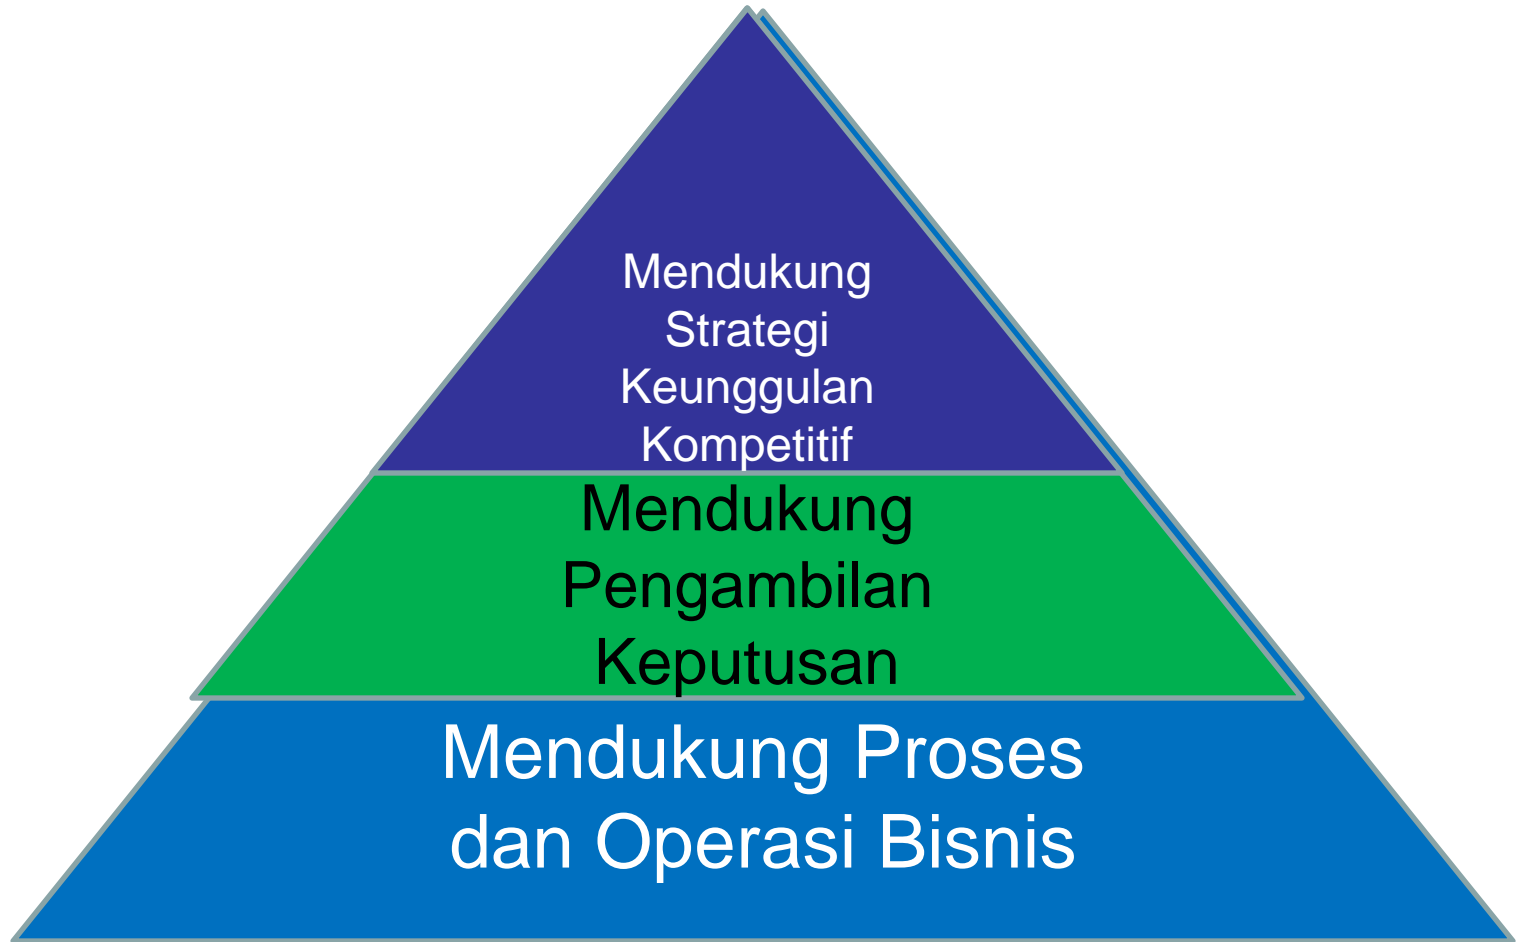 Mendukung
Strategi
Keunggulan
Kompetitif
Mendukung
Pengambilan
Keputusan
Mendukung Proses
dan Operasi Bisnis